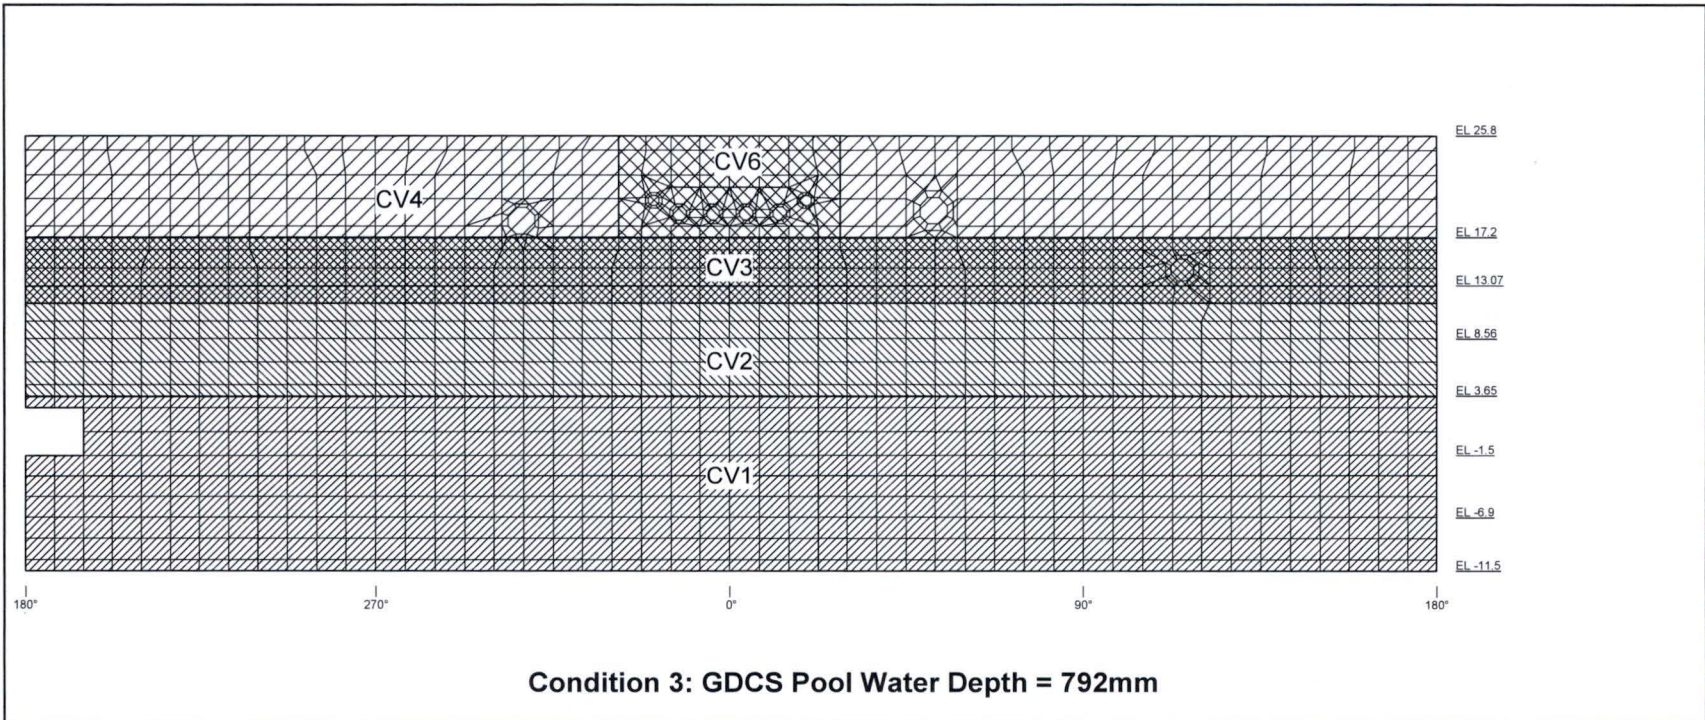 EL 25.8
CV6
CV4
EL 17.2
CV3
EL 13.07
EL 8.56
CV2
EL 3.65
EL -1.5
CV1
EL -6.9
EL -11.5
180° 270° 0° 90° 180°
Condition 3: GDCS Pool Water Depth = 792mm